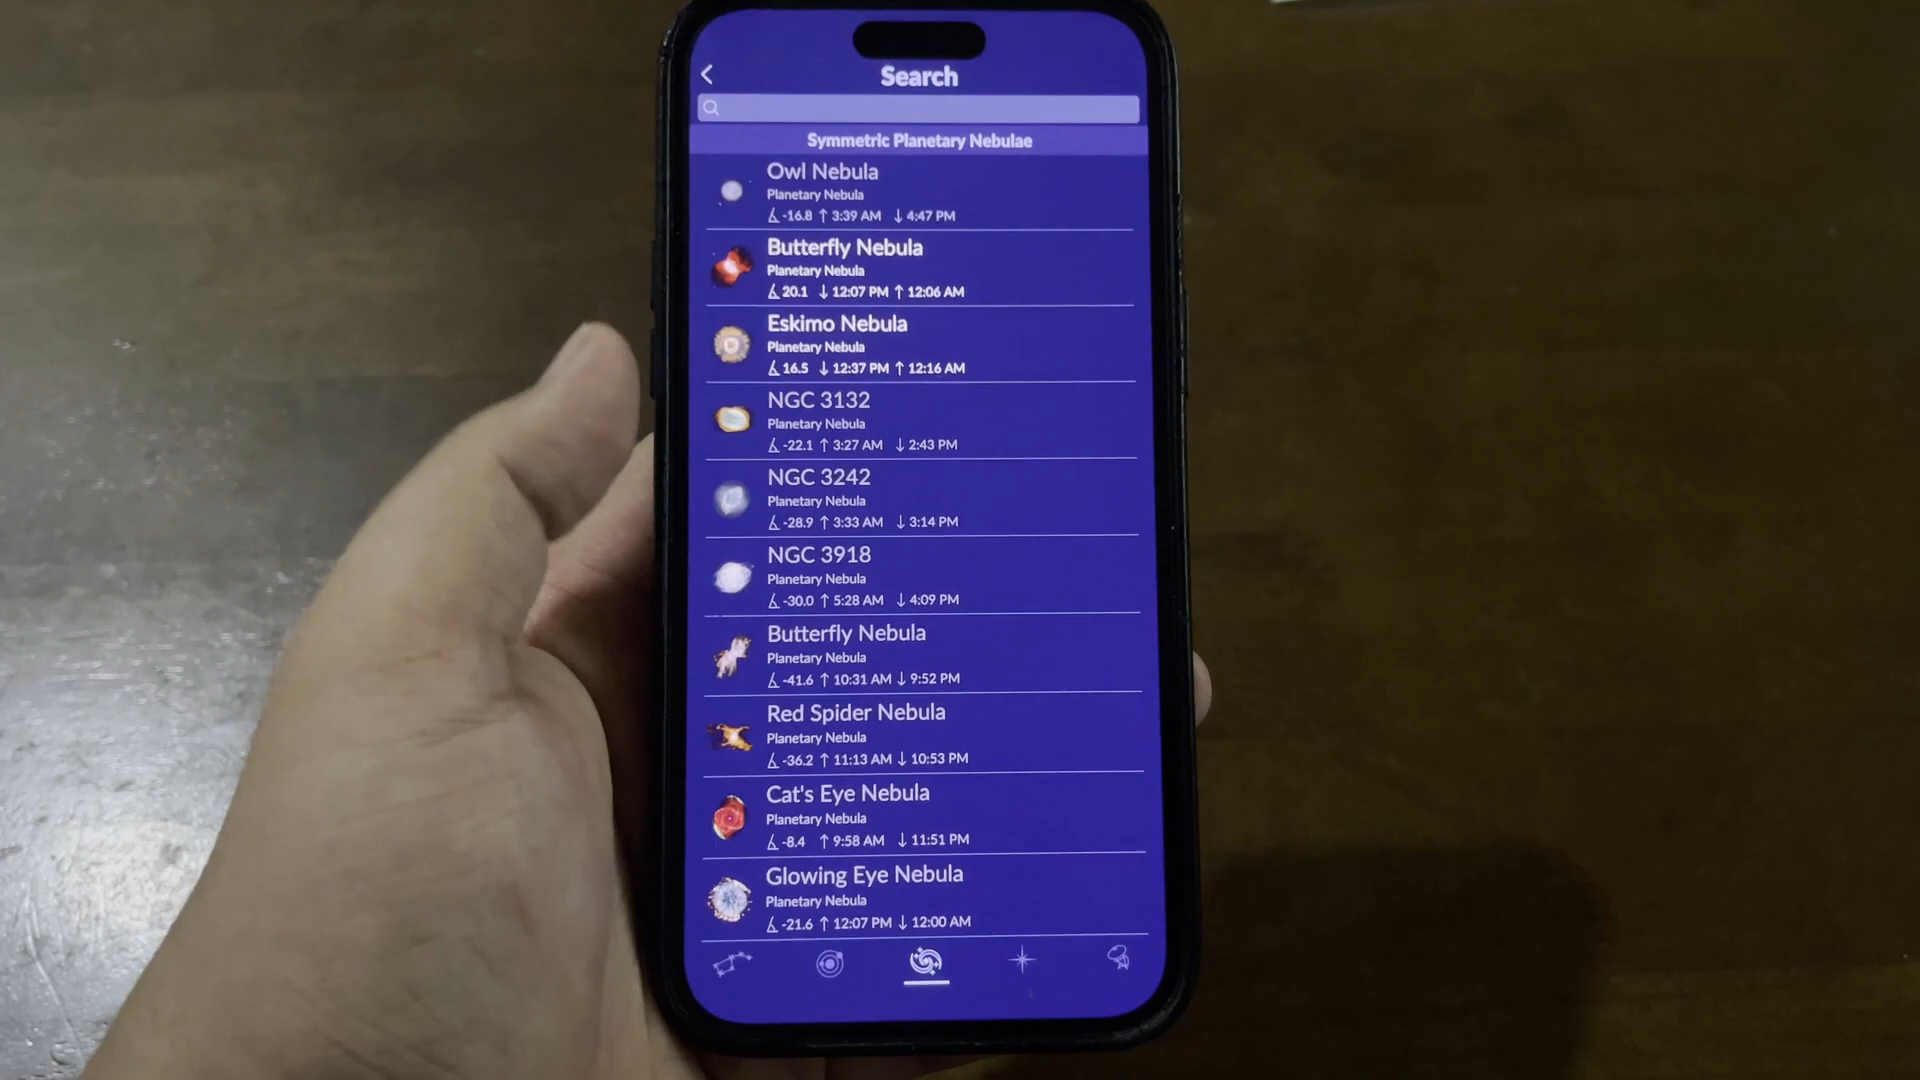 Search
Symmetric Planetary Nebulae
Owl Nebula
Planetary Nebula
-16.8 ↑ 3:39 AM ↓ 4:47 PM
Butterfly Nebula
Planetary Nebula
20.1 ↓ 12:07 PM ↑ 12:06 AM
Eskimo Nebula
Planetary Nebula
16.5 ↓ 12:37 PM ↑ 12:16 AM
NGC 3132
Planetary Nebula
-22.1 ↑ 3:27 AM ↓ 2:43 PM
NGC 3242
Planetary Nebula
-28.9 ↑ 3:33 AM ↓ 3:14 PM
NGC 3918
Planetary Nebula
-30.0 ↑ 5:28 AM ↓ 4:09 PM
Butterfly Nebula
Planetary Nebula
-41.6 ↑ 10:31 AM ↓ 9:52 PM
Red Spider Nebula
Planetary Nebula
-36.2 ↑ 11:13 AM ↓ 10:53 PM
Cat's Eye Nebula
Planetary Nebula
-8.4 ↑ 9:58 AM ↓ 11:51 PM
Glowing Eye Nebula
Planetary Nebula
-21.6 ↑ 12:07 PM ↓ 12:00 AM